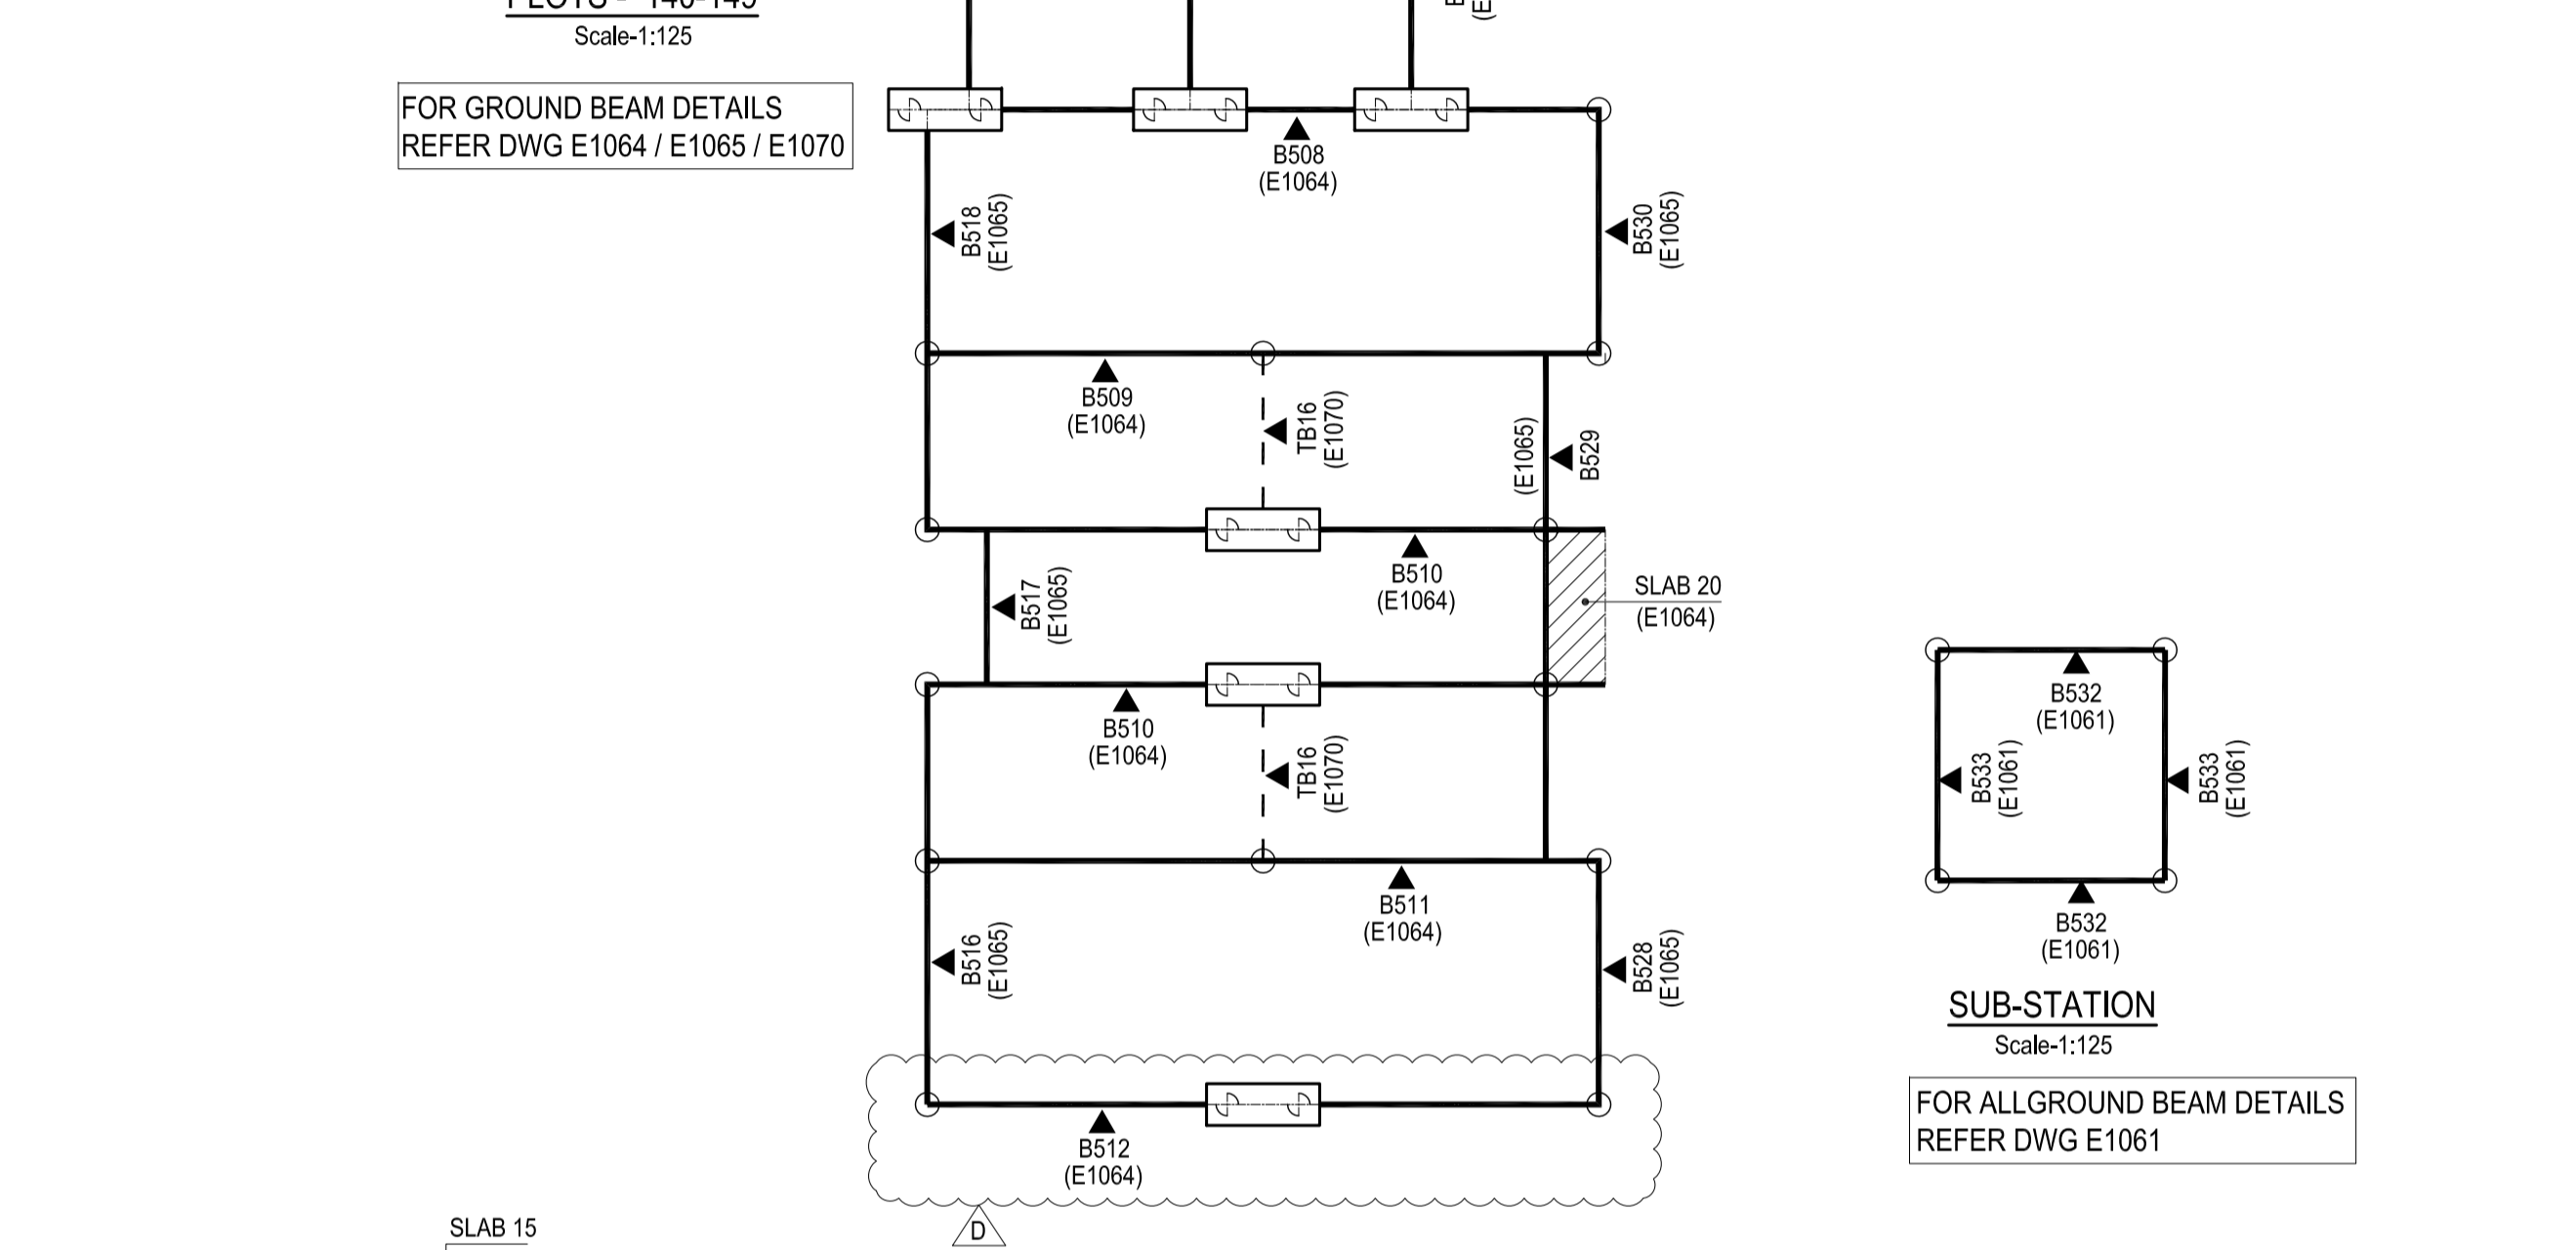 Scale-1:125
FOR GROUND BEAM DETAILS
REFER DWG E1064 / E1065 / E1070
B508
(E1064)
B518
(E1065)
B530
(E1065)
B509
(E1064)
TB16
(E1070)
(E1065)
B529
B517
(E1065)
B510
(E1064)
SLAB 20
(E1064)
B510
(E1064)
TB16
(E1070)
B511
(E1064)
B516
(E1065)
B528
(E1065)
B512
(E1064)
D
B532
(E1061)
B533
(E1061)
B533
(E1061)
B532
(E1061)
SUB-STATION
Scale-1:125
FOR ALLGROUND BEAM DETAILS
REFER DWG E1061
SLAB 15